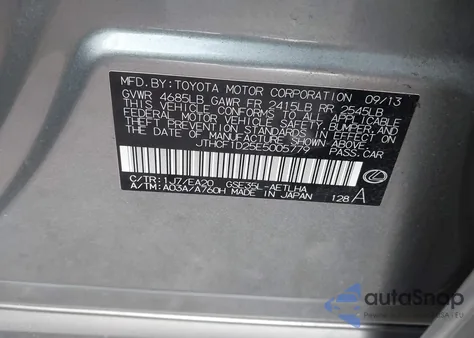 MFD.BY:TOYOTA MOTOR CORPORATION 09/13
GVWR 4685LB GAWR FR 2415LB RR 2545LB
THIS VEHICLE CONFORMS TO ALL APPLICABLE
FEDERAL MOTOR VEHICLE SAFETY, BUMPER, AND
THEFT PREVENTION STANDARDS IN EFFECT ON
THE DATE OF MANUFACTURE SHOWN ABOVE.
JTHCF1D25E5005779 PASS.CAR
C/TR:1J7/EA20 GSE35L-AETLHA
A/TM:A03A/A760H MADE IN JAPAN 128 A
autoSnap